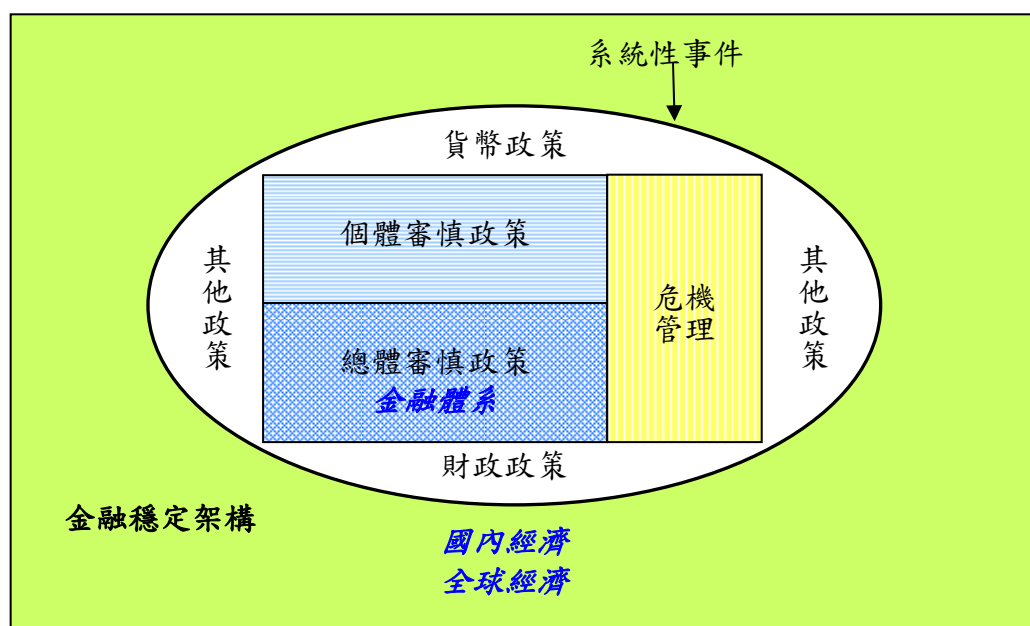 系統性事件
貨幣政策
個體審慎政策
其他政策
危機
管理
其他政策
總體審慎政策
金融體系
財政政策
金融穩定架構
國內經濟
全球經濟